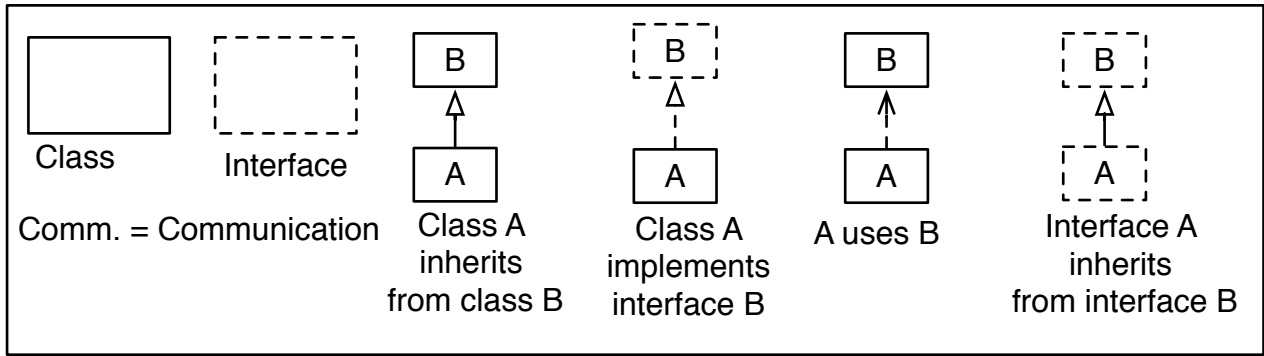 B
B
B
B
Class
Interface
A
A
A
A
Comm. = Communication
Class A
inherits
from class B
Class A
implements
interface B
A uses B
Interface A
inherits
from interface B